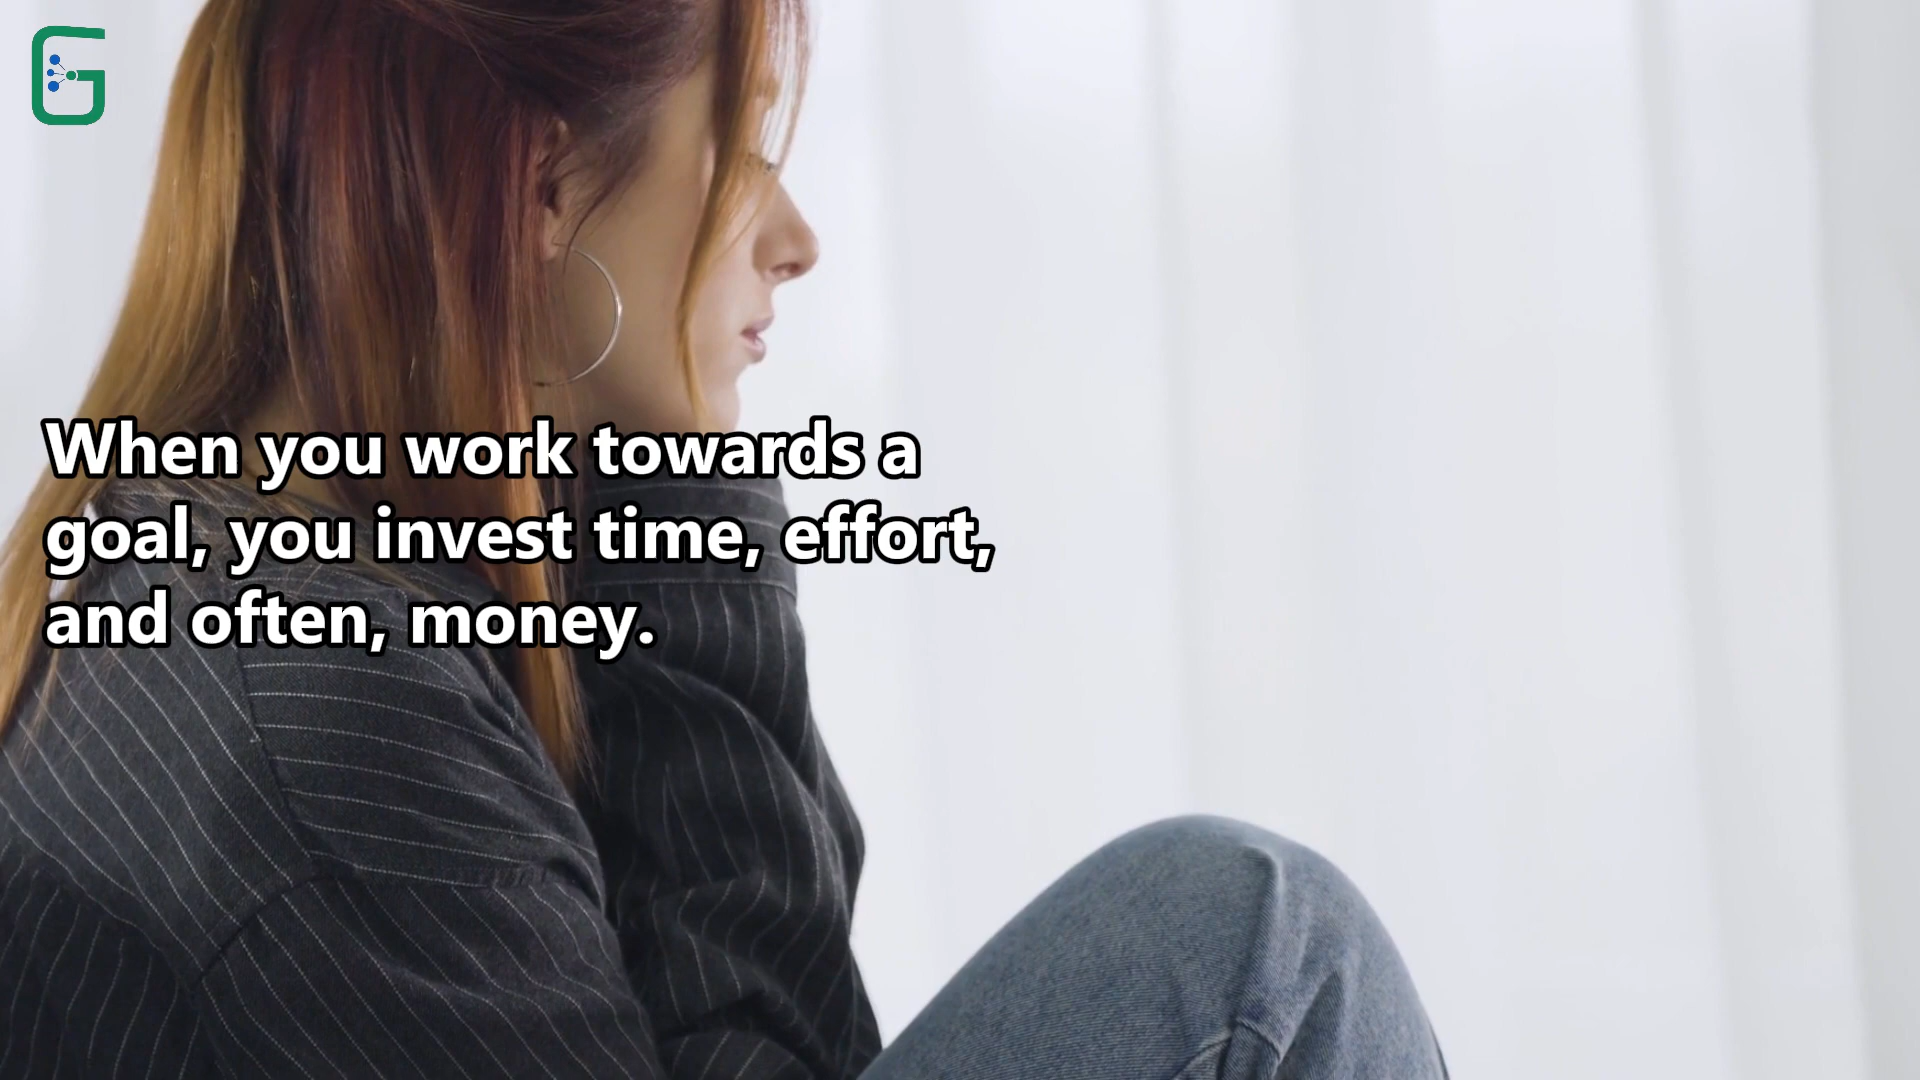 When you work towards a
goal, you invest time, effort,
and often, money.